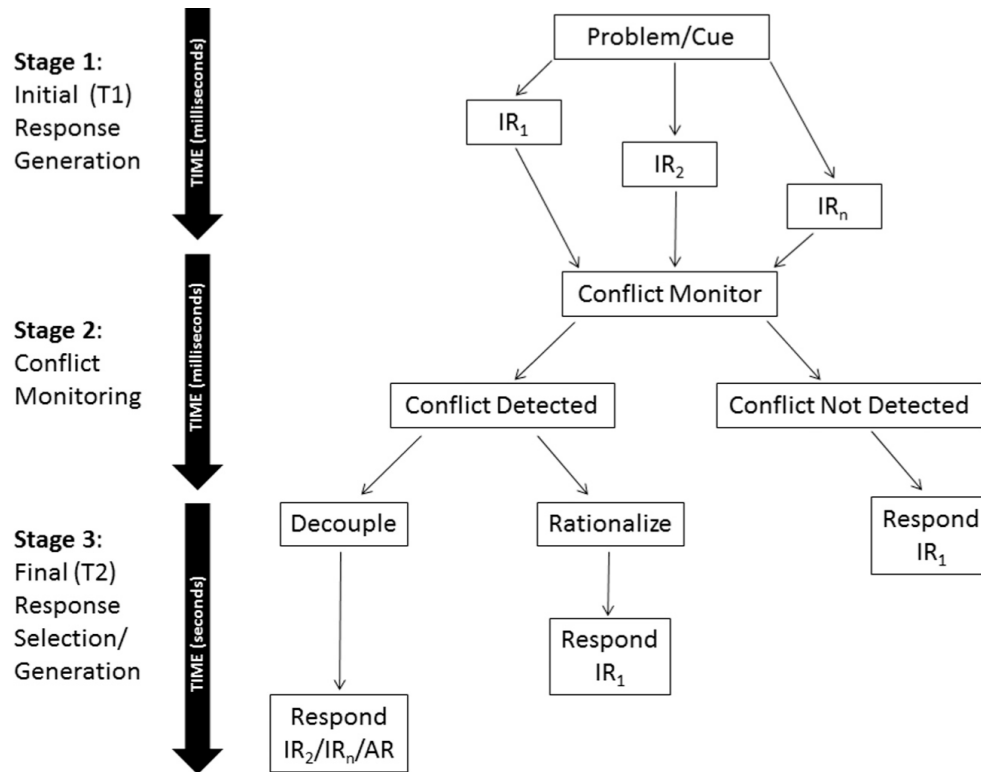 Stage 1:
Initial (T1)
Response
Generation
TIME (milliseconds)
Problem/Cue
IR₁
IR₂
IRₙ
Stage 2:
Conflict
Monitoring
TIME (milliseconds)
Conflict Monitor
Conflict Detected
Conflict Not Detected
Stage 3:
Final (T2)
Response
Selection/
Generation
TIME (seconds)
Decouple
Rationalize
Respond
IR₁
Respond
IR₁
Respond
IR₂/IRₙ/AR